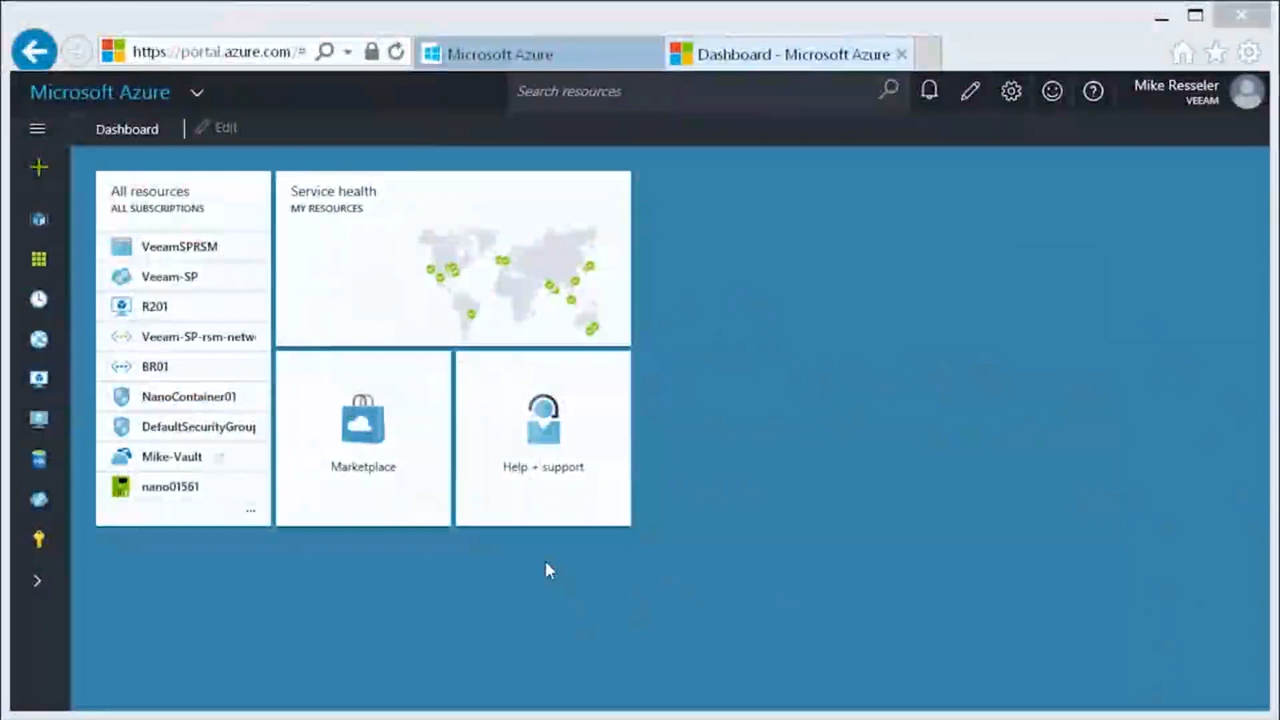 https://portal.azure.com/#
Microsoft Azure
Dashboard - Microsoft Azure
Microsoft Azure
Search resources
Mike Resseler
VEEAM
Dashboard
Edit
All resources
ALL SUBSCRIPTIONS
VeeamSPRSM
Veeam-SP
R201
Veeam-SP-rsm-netw
BR01
NanoContainer01
DefaultSecurityGroup
Mike-Vault
nano01561
...
Service health
MY RESOURCES
Marketplace
Help + support